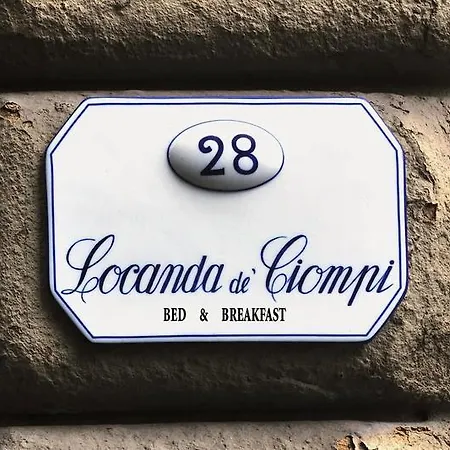 28
Locanda de' Ciompi
BED & BREAKFAST